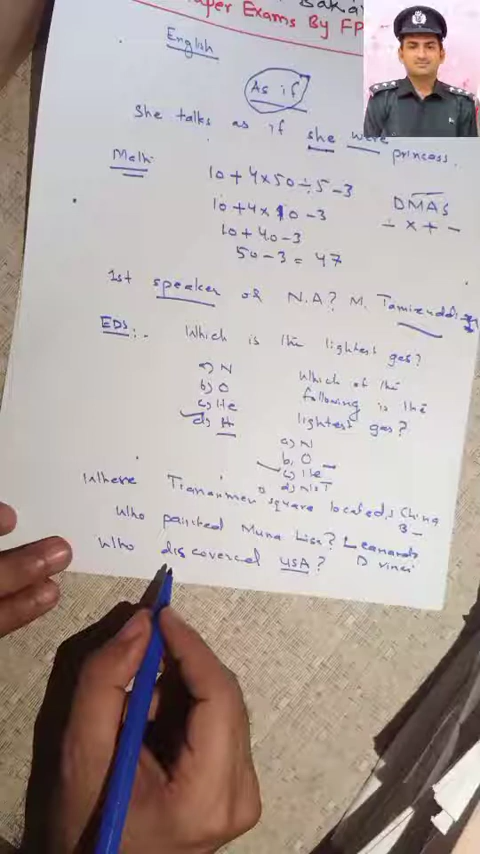 Paper Exams By FP
English
As if
She talks as if she were princess.
Math
10 + 4 x 50 ÷ 5 - 3
10 + 4 x 10 - 3
10 + 40 - 3
50 - 3 = 47
DMAS
÷ x + -
1st speaker of N.A? M. Tamizuddin
EDS:-
Which is the lightest gas?
a) N
b) O
c) He
d) H
Which of the
following is the
lightest gas?
a) N
b, O
c) He
d) NoT
Where Tiananmen square located, China
B -
Who painted Muna Lisa? Leonardo
D vinci
Who discovered USA?